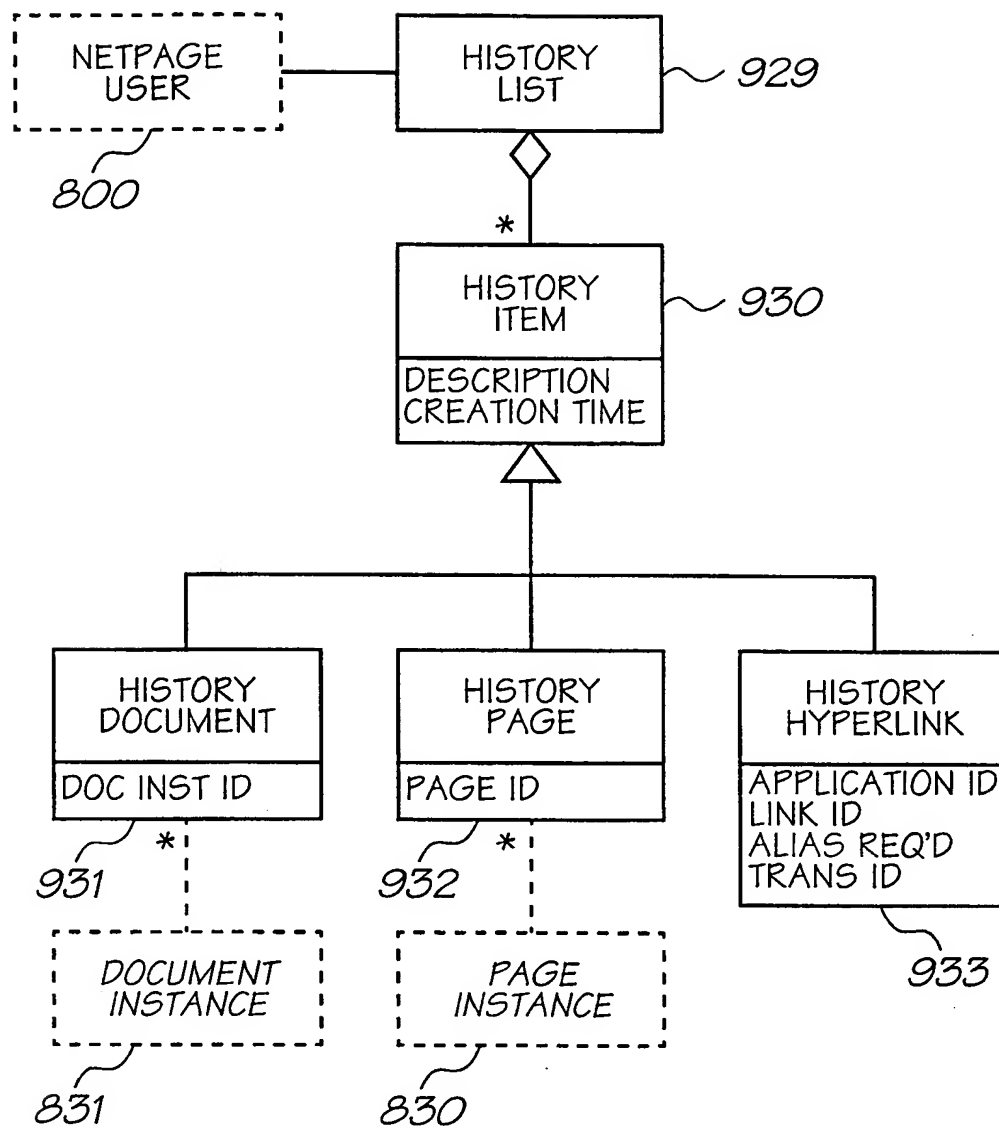 NETPAGE
USER
800
HISTORY
LIST
929
*
HISTORY
ITEM
930
DESCRIPTION
CREATION TIME
HISTORY
DOCUMENT
DOC INST ID
931
*
HISTORY
PAGE
PAGE ID
932
*
HISTORY
HYPERLINK
APPLICATION ID
LINK ID
ALIAS REQ'D
TRANS ID
933
DOCUMENT
INSTANCE
831
PAGE
INSTANCE
830